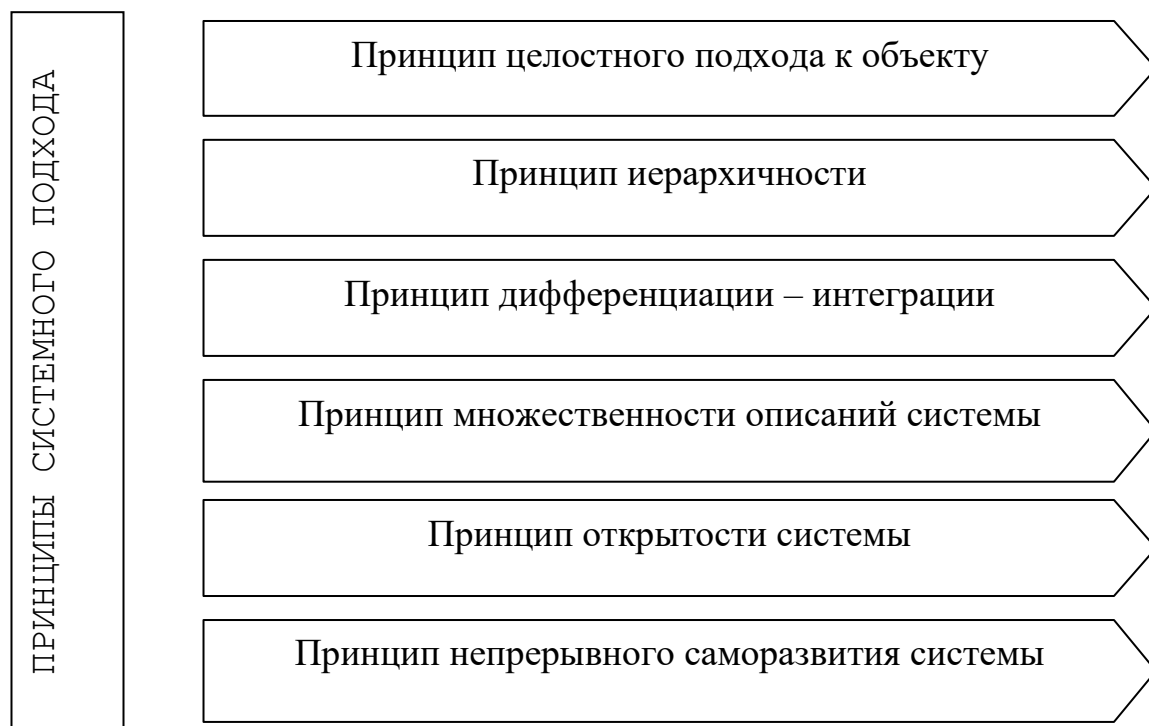 ПРИНЦИПЫ СИСТЕМНОГО ПОДХОДА
Принцип целостного подхода к объекту
Принцип иерархичности
Принцип дифференциации – интеграции
Принцип множественности описаний системы
Принцип открытости системы
Принцип непрерывного саморазвития системы